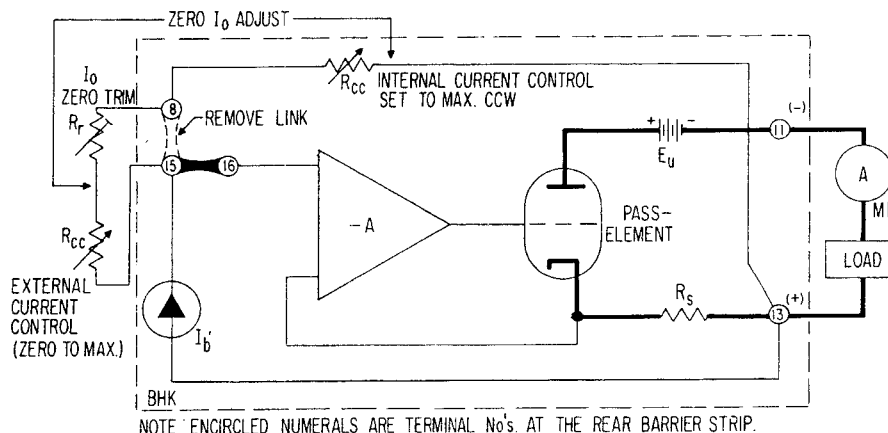 ZERO Io ADJUST
Io
ZERO TRIM
Rr
8
REMOVE LINK
Rcc
INTERNAL CURRENT CONTROL
SET TO MAX. CCW
+ -
Eu
11
(-)
A
15
16
-A
PASS-
ELEMENT
LOAD
Rcc
EXTERNAL
CURRENT
CONTROL
(ZERO TO MAX.)
Ib'
Rs
(+)
13
BHK
NOTE ENCIRCLED NUMERALS ARE TERMINAL No's. AT THE REAR BARRIER STRIP.